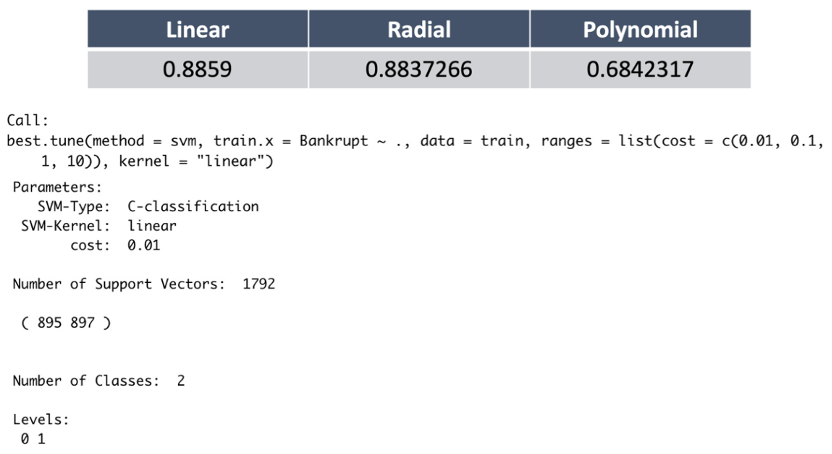 Linear Radial Polynomial
0.8859 0.8837266 0.6842317
Call:
best.tune(method = svm, train.x = Bankrupt ~ ., data = train, ranges = list(cost = c(0.01, 0.1,
1, 10)), kernel = "linear")
Parameters:
SVM-Type: C-classification
SVM-Kernel: linear
cost: 0.01
Number of Support Vectors: 1792
( 895 897 )
Number of Classes: 2
Levels:
0 1